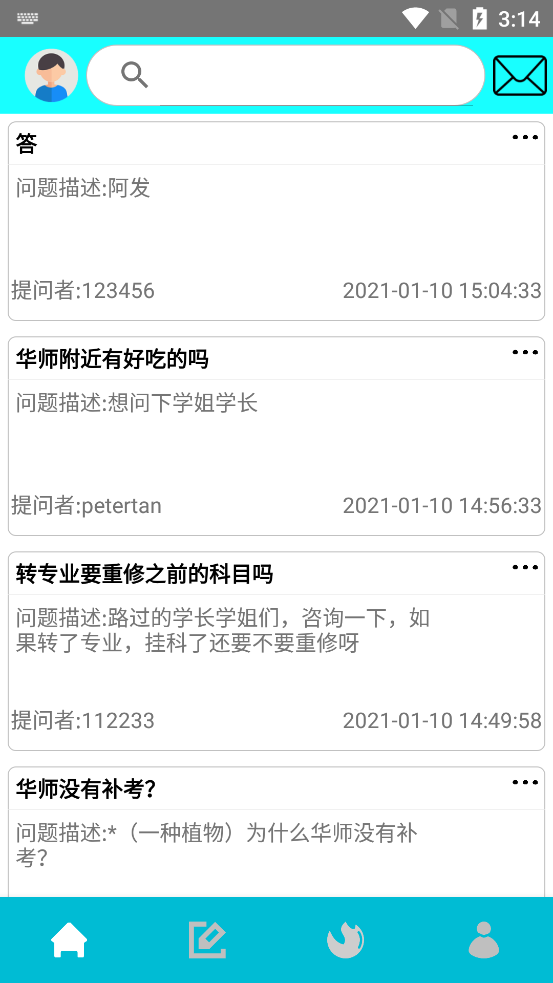 3:14
答
问题描述:阿发
提问者:123456
2021-01-10 15:04:33
华师附近有好吃的吗
问题描述:想问下学姐学长
提问者:petertan
2021-01-10 14:56:33
转专业要重修之前的科目吗
问题描述:路过的学长学姐们，咨询一下，如
果转了专业，挂科了还要不要重修呀
提问者:112233
2021-01-10 14:49:58
华师没有补考？
问题描述:*（一种植物）为什么华师没有补
考？